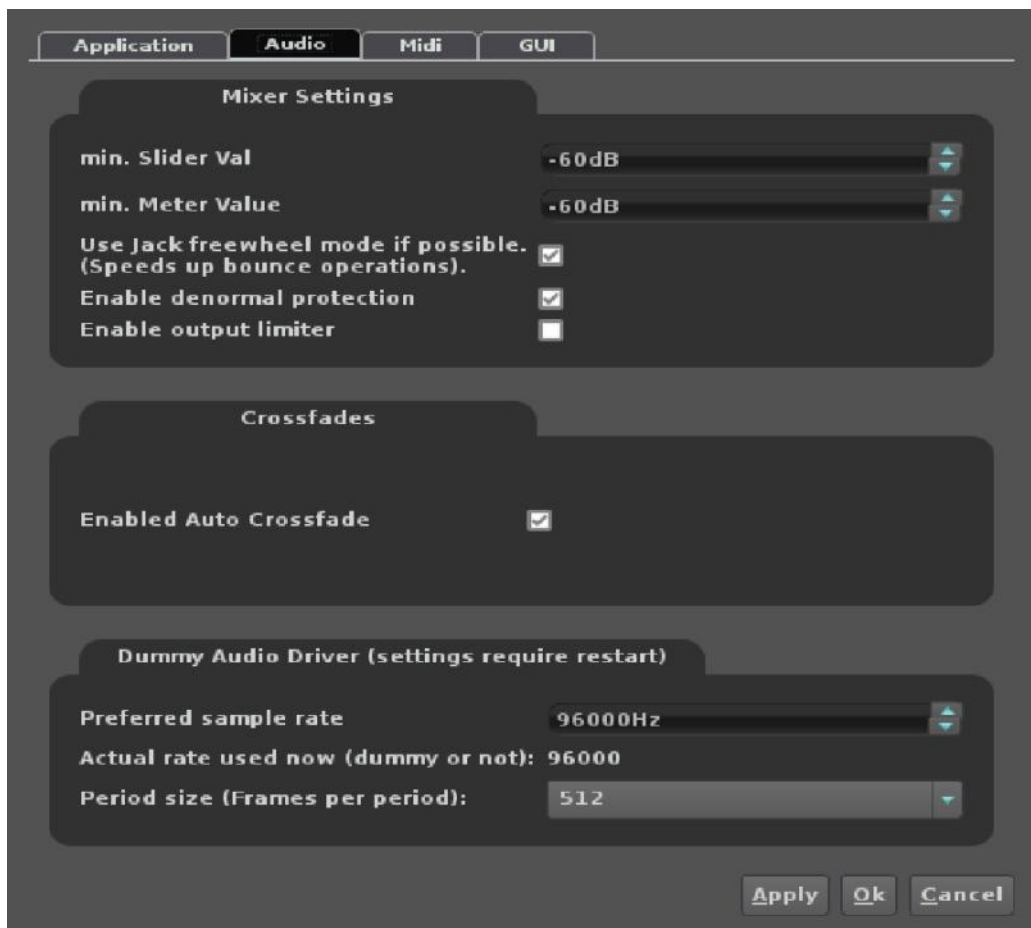 Application Audio Midi GUI
Mixer Settings
min. Slider Val -60dB
min. Meter Value -60dB
Use Jack freewheel mode if possible.
(Speeds up bounce operations).
Enable denormal protection
Enable output limiter
Crossfades
Enabled Auto Crossfade
Dummy Audio Driver (settings require restart)
Preferred sample rate 96000Hz
Actual rate used now (dummy or not): 96000
Period size (Frames per period): 512
Apply Ok Cancel